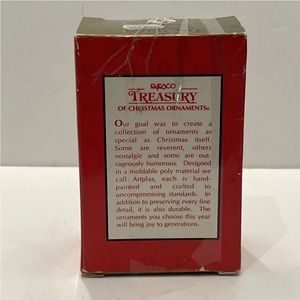 ENESCO
TREASURY
OF CHRISTMAS ORNAMENTS®
Our goal was to create a
collection of ornaments as
special as Christmas itself.
Some are reverent, others
nostalgic and some are out-
rageously humorous. Designed
in a moldable poly material we
call Artplas, each is hand-
painted and crafted to
uncompromising standards. In
addition to preserving every fine
detail, it is also durable. The
ornaments you choose this year
will bring joy to generations.